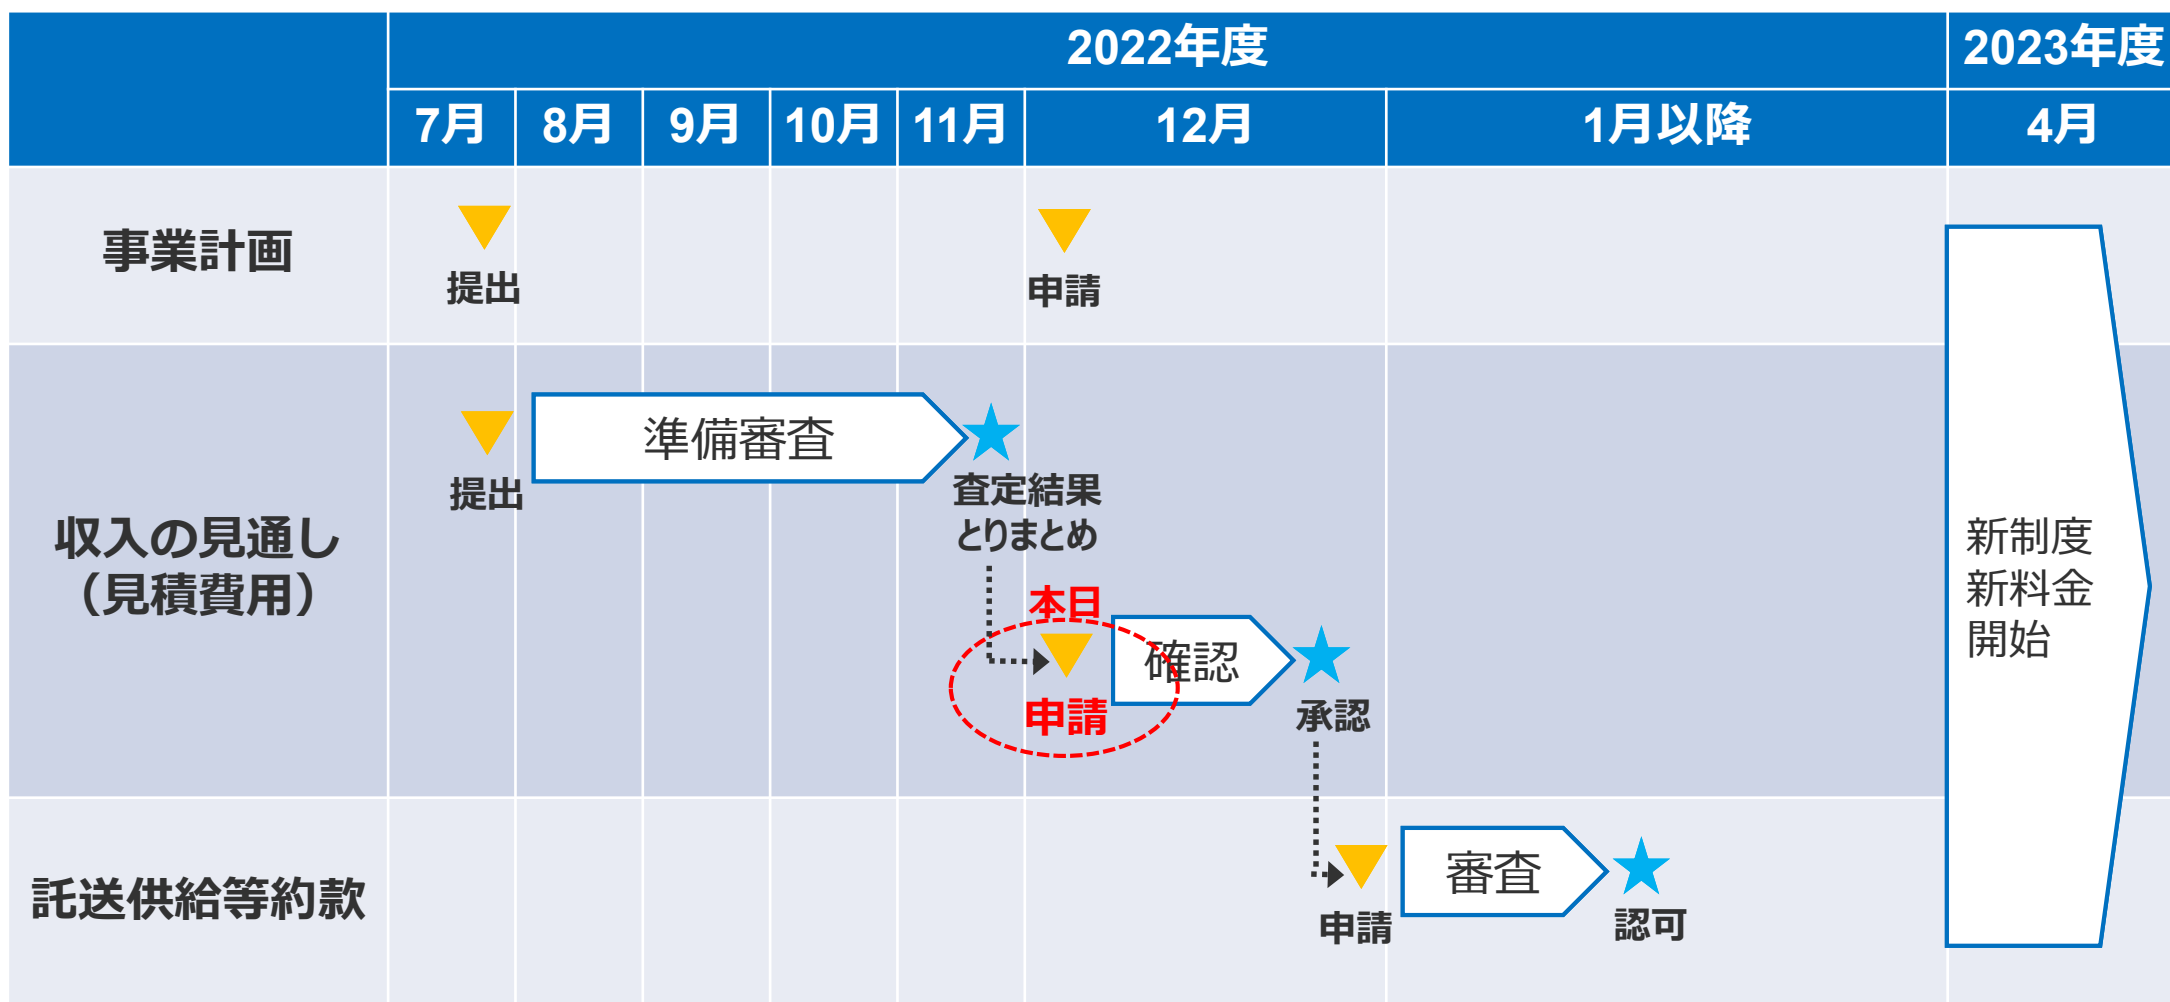 2022年度
2023年度
7月
8月
9月
10月
11月
12月
1月以降
4月
事業計画
提出
申請
収入の見通し
（見積費用）
提出
準備審査
査定結果
とりまとめ
本日
申請
確認
承認
託送供給等約款
申請
審査
認可
新制度
新料金
開始